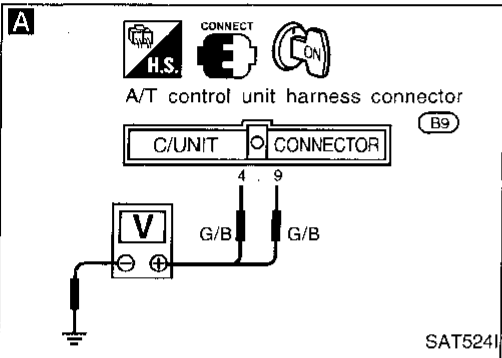 A
CONNECT
H.S.
ON
A/T control unit harness connector
B9
C/UNIT CONNECTOR
4 . 9
V
G/B G/B
SAT524I